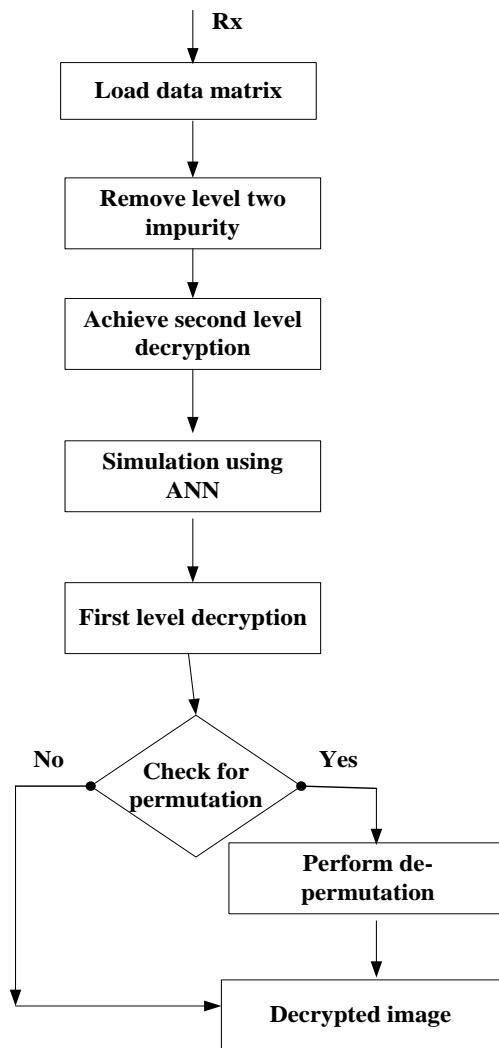 Rx
Load data matrix
Remove level two
impurity
Achieve second level
decryption
Simulation using
ANN
First level decryption
No
Yes
Check for
permutation
Perform de-
permutation
Decrypted image